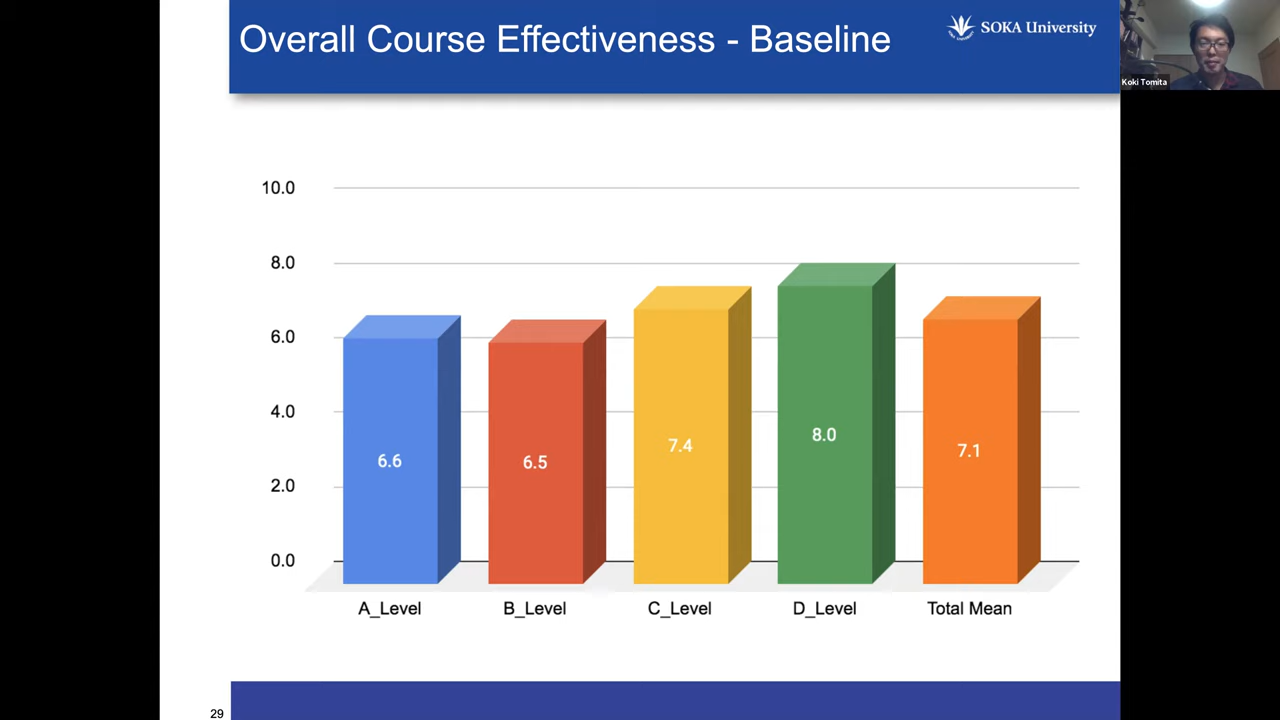 Overall Course Effectiveness - Baseline
SOKA University
Koki Tomita
10.0
8.0
6.0
4.0
2.0
0.0
6.6
6.5
7.4
8.0
7.1
A_Level
B_Level
C_Level
D_Level
Total Mean
29